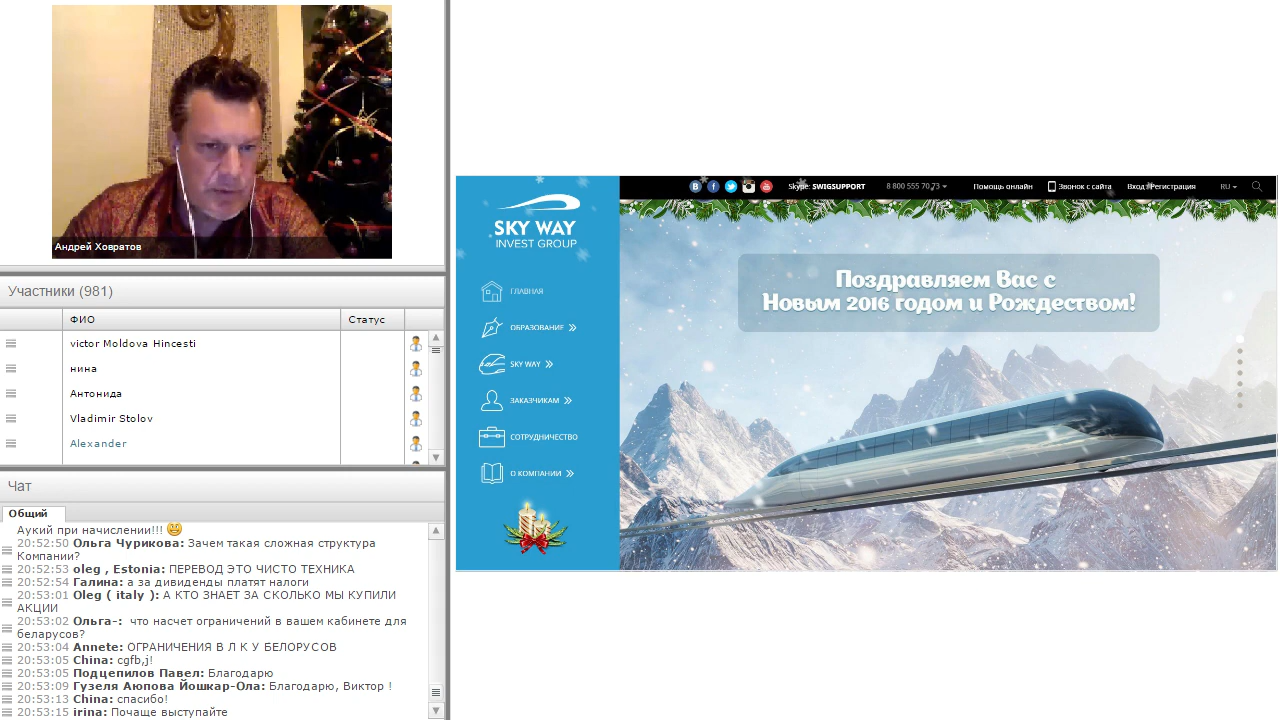 Андрей Ховратов
Участники (981)
ФИО
Статус
victor Moldova Hincesti
нина
Антонида
Vladimir Stolov
Alexander
Чат
Общий
Аукий при начислении!!!
20:52:50 Ольга Чурикова: Зачем такая сложная структура
Компании?
20:52:53 oleg , Estonia: ПЕРЕВОД ЭТО ЧИСТО ТЕХНИКА
20:52:54 Галина: а за дивиденды платят налоги
20:53:01 Oleg ( italy ): А КТО ЗНАЕТ ЗА СКОЛЬКО МЫ КУПИЛИ
АКЦИИ
20:53:02 Ольга-: что насчет ограничений в вашем кабинете для
беларусов?
20:53:04 Annete: ОГРАНИЧЕНИЯ В Л К У БЕЛОРУСОВ
20:53:05 China: cgfb,j!
20:53:05 Подцепилов Павел: Благодарю
20:53:09 Гузеля Аюпова Йошкар-Ола: Благодарю, Виктор !
20:53:13 China: спасибо!
20:53:15 irina: Почаще выступайте
Skype: SWIGSUPPORT
8 800 555 70 73
Помощь онлайн
Звонок с сайта
Вход/Регистрация
RU
SKY WAY
INVEST GROUP
ГЛАВНАЯ
ОБРАЗОВАНИЕ
SKY WAY
ЗАКАЗЧИКАМ
СОТРУДНИЧЕСТВО
О КОМПАНИИ
Поздравляем Вас с
Новым 2016 годом и Рождеством!